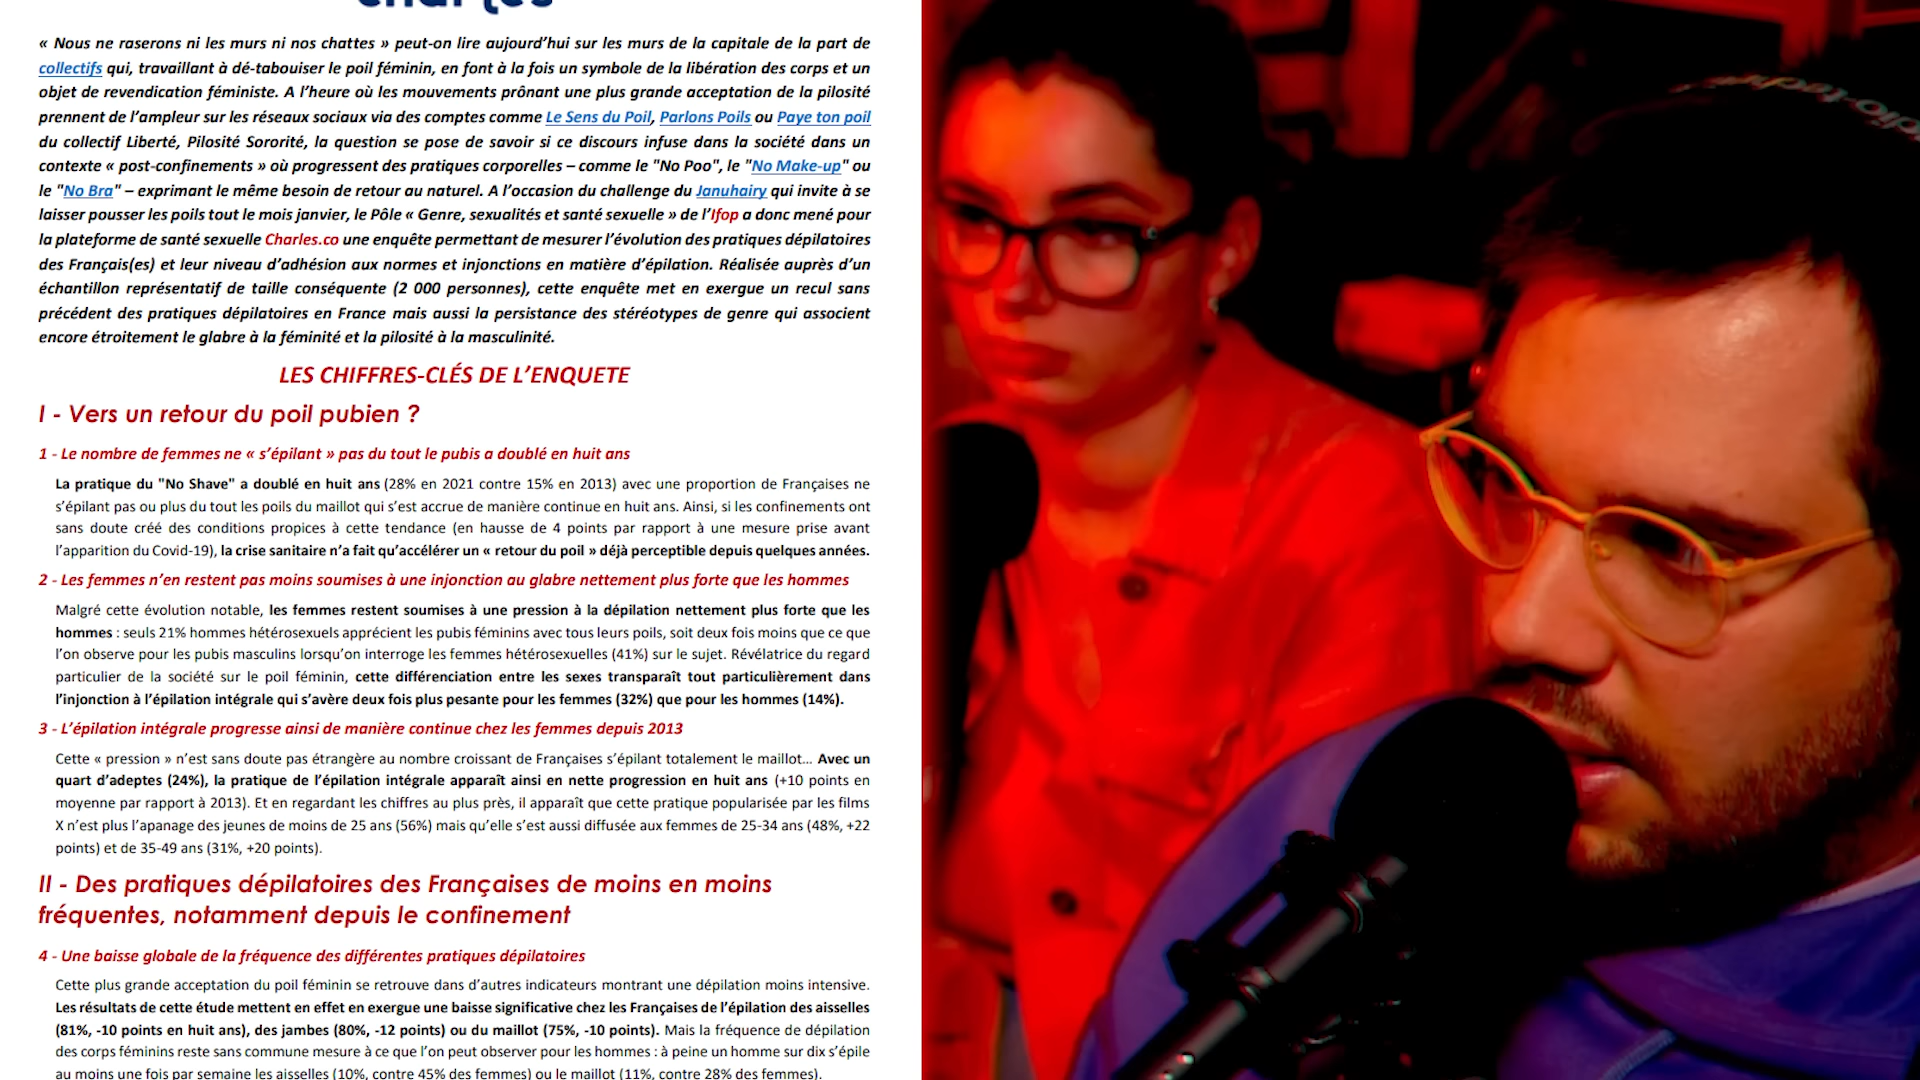 charles
« Nous ne raserons ni les murs ni nos chattes » peut-on lire aujourd’hui sur les murs de la capitale de la part de
collectifs qui, travaillant à dé-tabouiser le poil féminin, en font à la fois un symbole de la libération des corps et un
objet de revendication féministe. A l’heure où les mouvements prônant une plus grande acceptation de la pilosité
prennent de l’ampleur sur les réseaux sociaux via des comptes comme Le Sens du Poil, Parlons Poils ou Paye ton poil
du collectif Liberté, Pilosité Sororité, la question se pose de savoir si ce discours infuse dans la société dans un
contexte « post-confinements » où progressent des pratiques corporelles – comme le "No Poo", le "No Make-up" ou
le "No Bra" – exprimant le même besoin de retour au naturel. A l’occasion du challenge du Januhairy qui invite à se
laisser pousser les poils tout le mois janvier, le Pôle « Genre, sexualités et santé sexuelle » de l’Ifop a donc mené pour
la plateforme de santé sexuelle Charles.co une enquête permettant de mesurer l’évolution des pratiques dépilatoires
des Français(es) et leur niveau d’adhésion aux normes et injonctions en matière d’épilation. Réalisée auprès d’un
échantillon représentatif de taille conséquente (2 000 personnes), cette enquête met en exergue un recul sans
précédent des pratiques dépilatoires en France mais aussi la persistance des stéréotypes de genre qui associent
encore étroitement le glabre à la féminité et la pilosité à la masculinité.
LES CHIFFRES-CLÉS DE L’ENQUETE
I - Vers un retour du poil pubien ?
1 - Le nombre de femmes ne « s’épilant » pas du tout le pubis a doublé en huit ans
La pratique du "No Shave" a doublé en huit ans (28% en 2021 contre 15% en 2013) avec une proportion de Françaises ne
s’épilant pas ou plus du tout les poils du maillot qui s’est accrue de manière continue en huit ans. Ainsi, si les confinements ont
sans doute créé des conditions propices à cette tendance (en hausse de 4 points par rapport à une mesure prise avant
l’apparition du Covid-19), la crise sanitaire n’a fait qu’accélérer un « retour du poil » déjà perceptible depuis quelques années.
2 - Les femmes n’en restent pas moins soumises à une injonction au glabre nettement plus forte que les hommes
Malgré cette évolution notable, les femmes restent soumises à une pression à la dépilation nettement plus forte que les
hommes : seuls 21% hommes hétérosexuels apprécient les pubis féminins avec tous leurs poils, soit deux fois moins que ce que
l’on observe pour les pubis masculins lorsqu’on interroge les femmes hétérosexuelles (41%) sur le sujet. Révélatrice du regard
particulier de la société sur le poil féminin, cette différenciation entre les sexes transparaît tout particulièrement dans
l’injonction à l’épilation intégrale qui s’avère deux fois plus pesante pour les femmes (32%) que pour les hommes (14%).
3 - L’épilation intégrale progresse ainsi de manière continue chez les femmes depuis 2013
Cette « pression » n’est sans doute pas étrangère au nombre croissant de Françaises s’épilant totalement le maillot… Avec un
quart d’adeptes (24%), la pratique de l’épilation intégrale apparaît ainsi en nette progression en huit ans (+10 points en
moyenne par rapport à 2013). Et en regardant les chiffres au plus près, il apparaît que cette pratique popularisée par les films
X n’est plus l’apanage des jeunes de moins de 25 ans (56%) mais qu’elle s’est aussi diffusée aux femmes de 25-34 ans (48%, +22
points) et de 35-49 ans (31%, +20 points).
II - Des pratiques dépilatoires des Françaises de moins en moins
fréquentes, notamment depuis le confinement
4 - Une baisse globale de la fréquence des différentes pratiques dépilatoires
Cette plus grande acceptation du poil féminin se retrouve dans d’autres indicateurs montrant une dépilation moins intensive.
Les résultats de cette étude mettent en effet en exergue une baisse significative chez les Françaises de l’épilation des aisselles
(81%, -10 points en huit ans), des jambes (80%, -12 points) ou du maillot (75%, -10 points). Mais la fréquence de dépilation
des corps féminins reste sans commune mesure à ce que l’on peut observer pour les hommes : à peine un homme sur dix s’épile
au moins une fois par semaine les aisselles (10%, contre 45% des femmes) ou le maillot (11%, contre 28% des femmes).